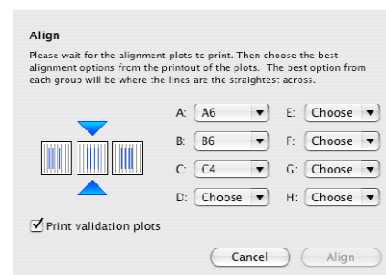 Align
Please wait for the alignment plots to print. Then choose the best
alignment options from the printout of the plots. The best option from
each group will be where the lines are the straightest across.
A: A6 E: Choose
B: B6 F: Choose
C: C4 G: Choose
D: Choose H: Choose
Print validation plots
Cancel Align